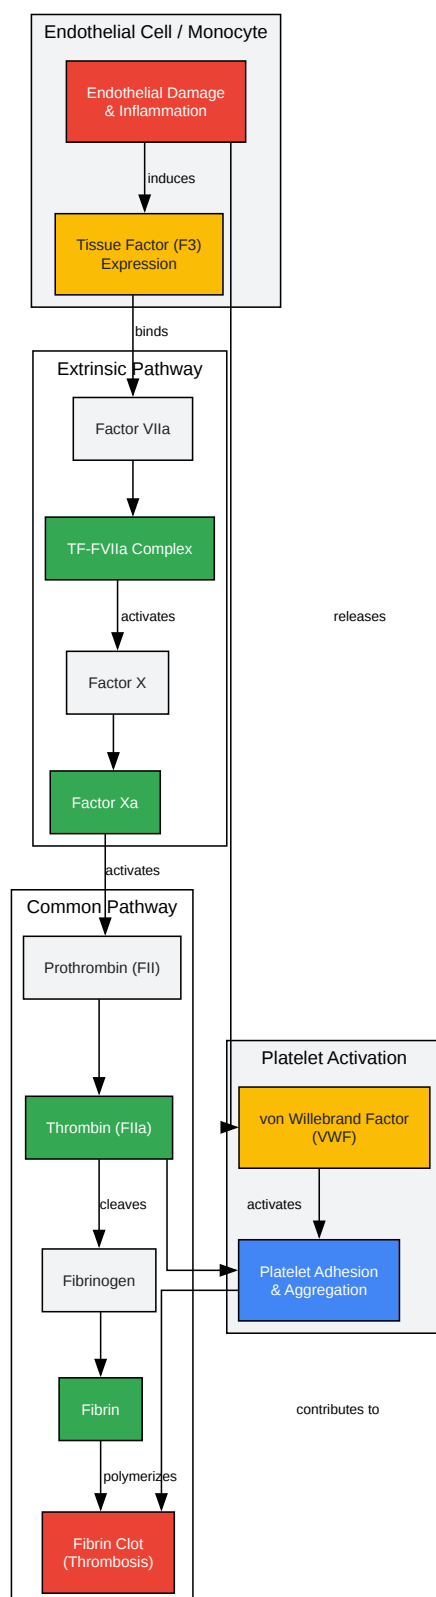 Endothelial Cell / Monocyte
Endothelial Damage
& Inflammation
induces
Tissue Factor (F3)
Expression
binds
Extrinsic Pathway
Factor VIIa
TF-FVIIa Complex
activates
releases
Factor X
Factor Xa
activates
Common Pathway
Prothrombin (FII)
Platelet Activation
von Willebrand Factor
(VWF)
Thrombin (FIIa)
cleaves
activates
Fibrinogen
Platelet Adhesion
& Aggregation
Fibrin
contributes to
polymerizes
Fibrin Clot
(Thrombosis)